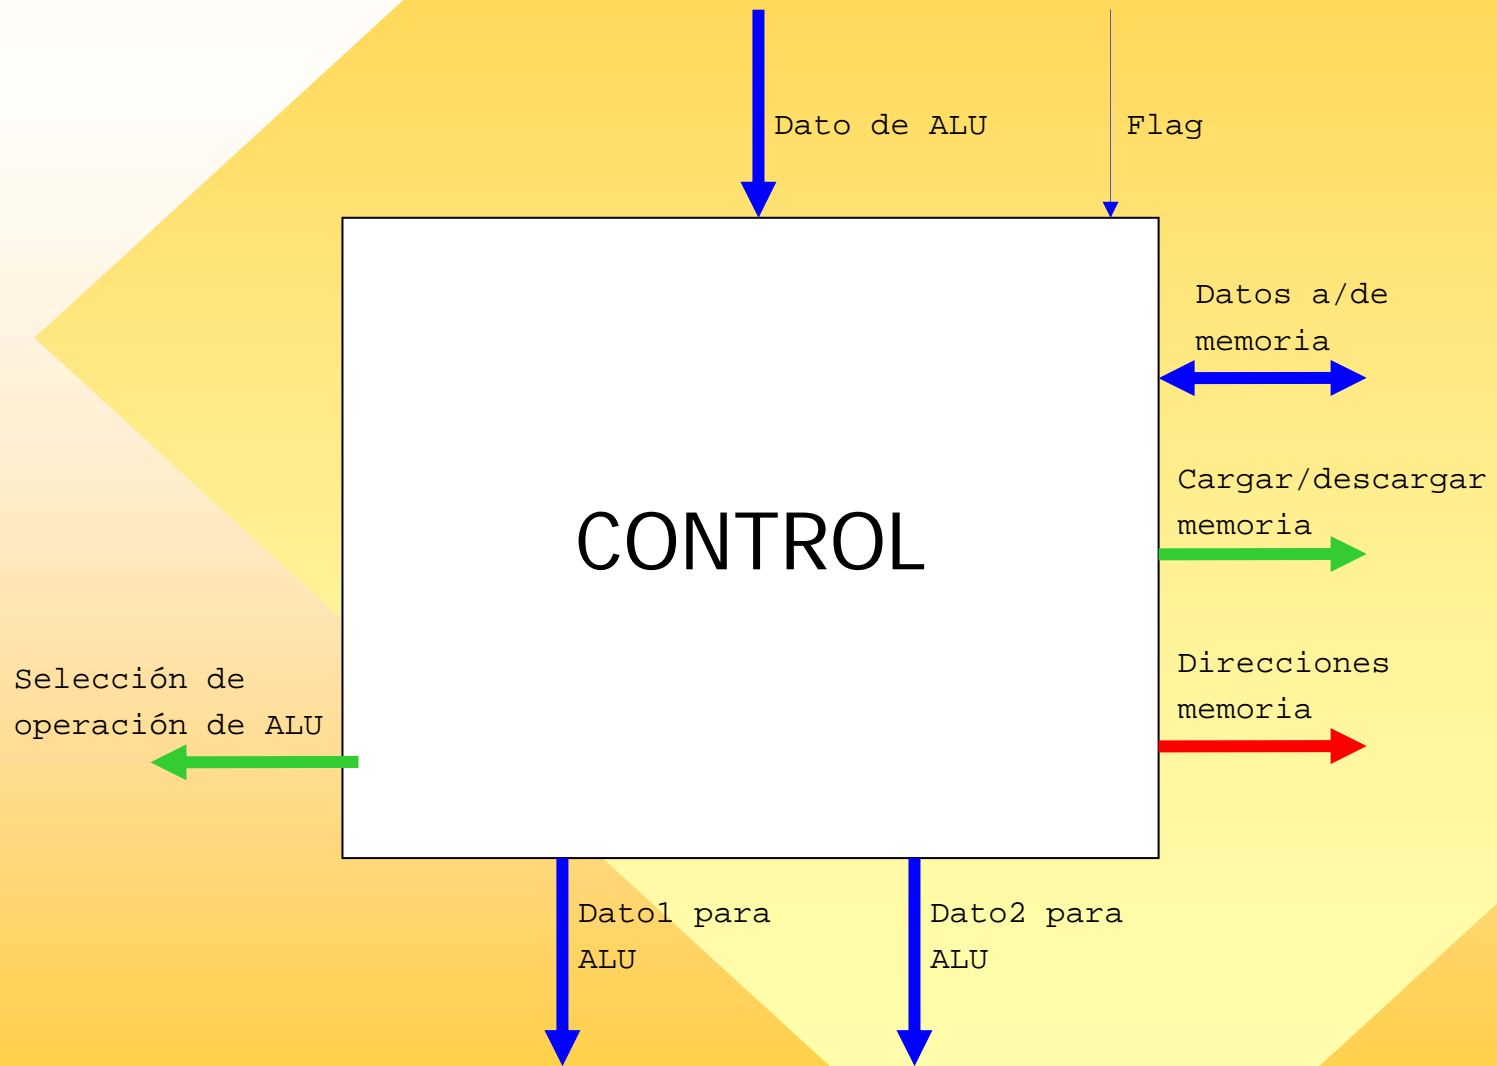 Dato de ALU
Flag
Datos a/de
memoria
Cargar/descargar
memoria
CONTROL
Direcciones
memoria
Selección de
operación de ALU
Dato1 para
ALU
Dato2 para
ALU